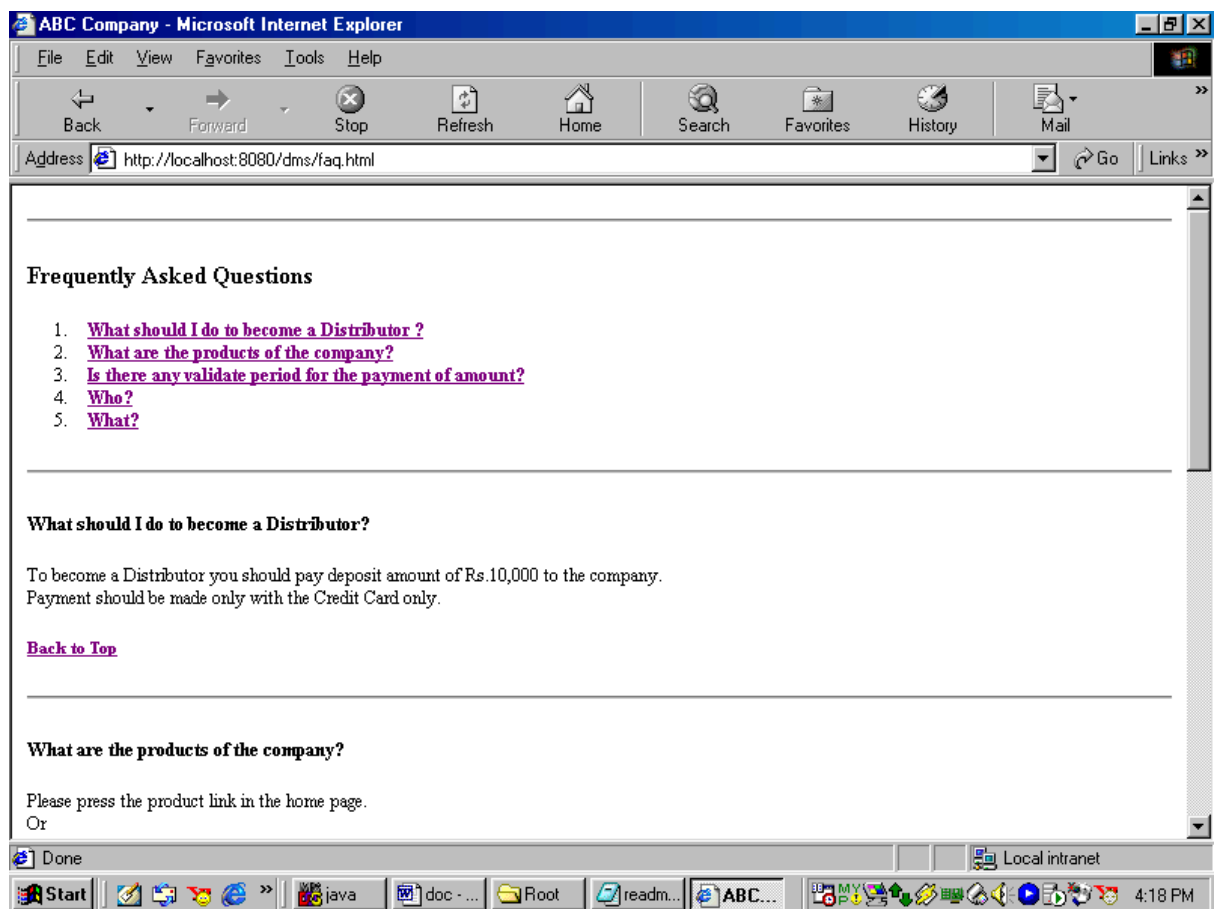 ABC Company - Microsoft Internet Explorer
File Edit View Favorites Tools Help
Back Forward Stop Refresh Home Search Favorites History Mail »
Address http://localhost:8080/dms/faq.html Go Links »
Frequently Asked Questions
1. What should I do to become a Distributor ?
2. What are the products of the company?
3. Is there any validate period for the payment of amount?
4. Who?
5. What?
What should I do to become a Distributor?
To become a Distributor you should pay deposit amount of Rs.10,000 to the company.
Payment should be made only with the Credit Card only.
Back to Top
What are the products of the company?
Please press the product link in the home page.
Or
Done Local intranet
Start » java doc - ... Root readm... ABC... 4:18 PM